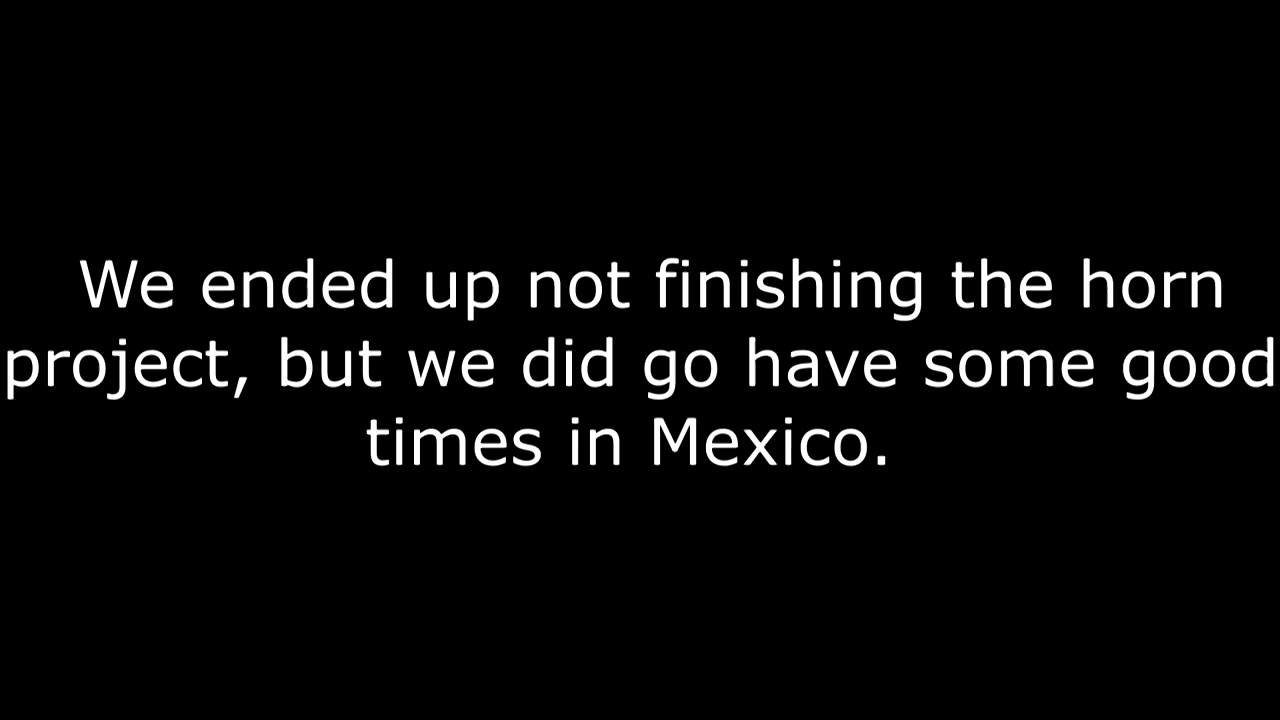 We ended up not finishing the horn
project, but we did go have some good
times in Mexico.